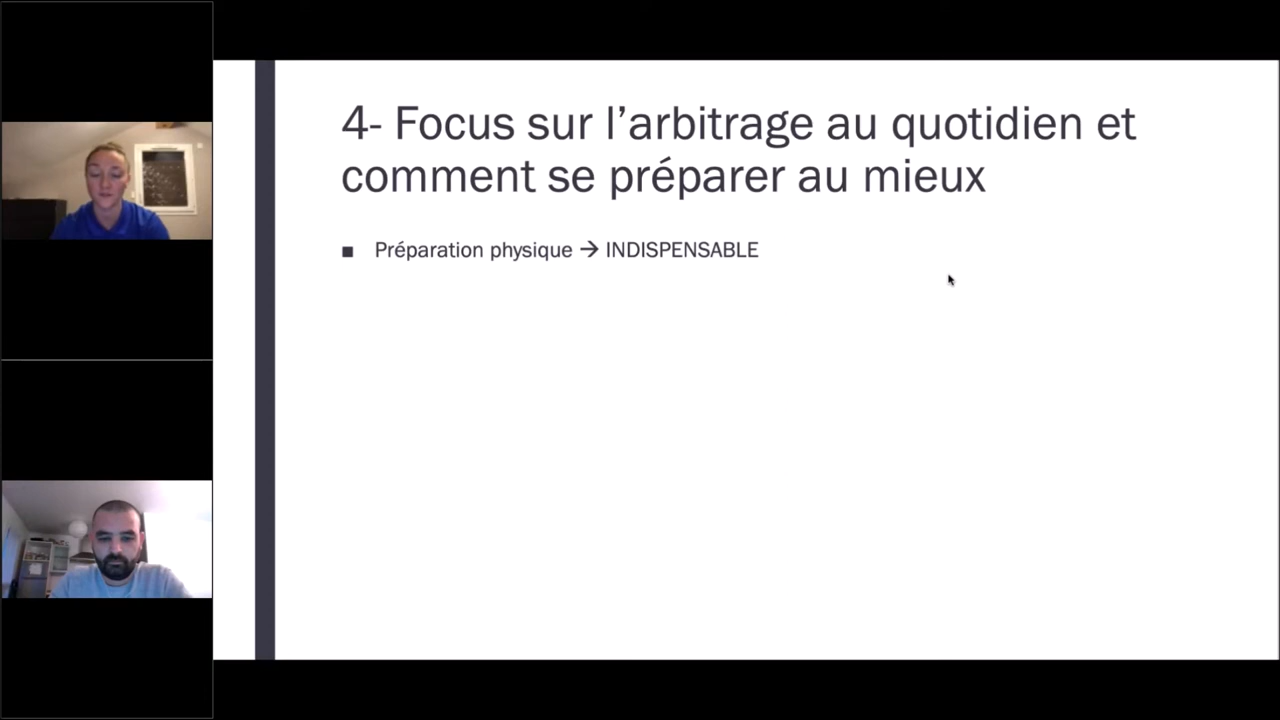 4- Focus sur l’arbitrage au quotidien et
comment se préparer au mieux
■ Préparation physique → INDISPENSABLE